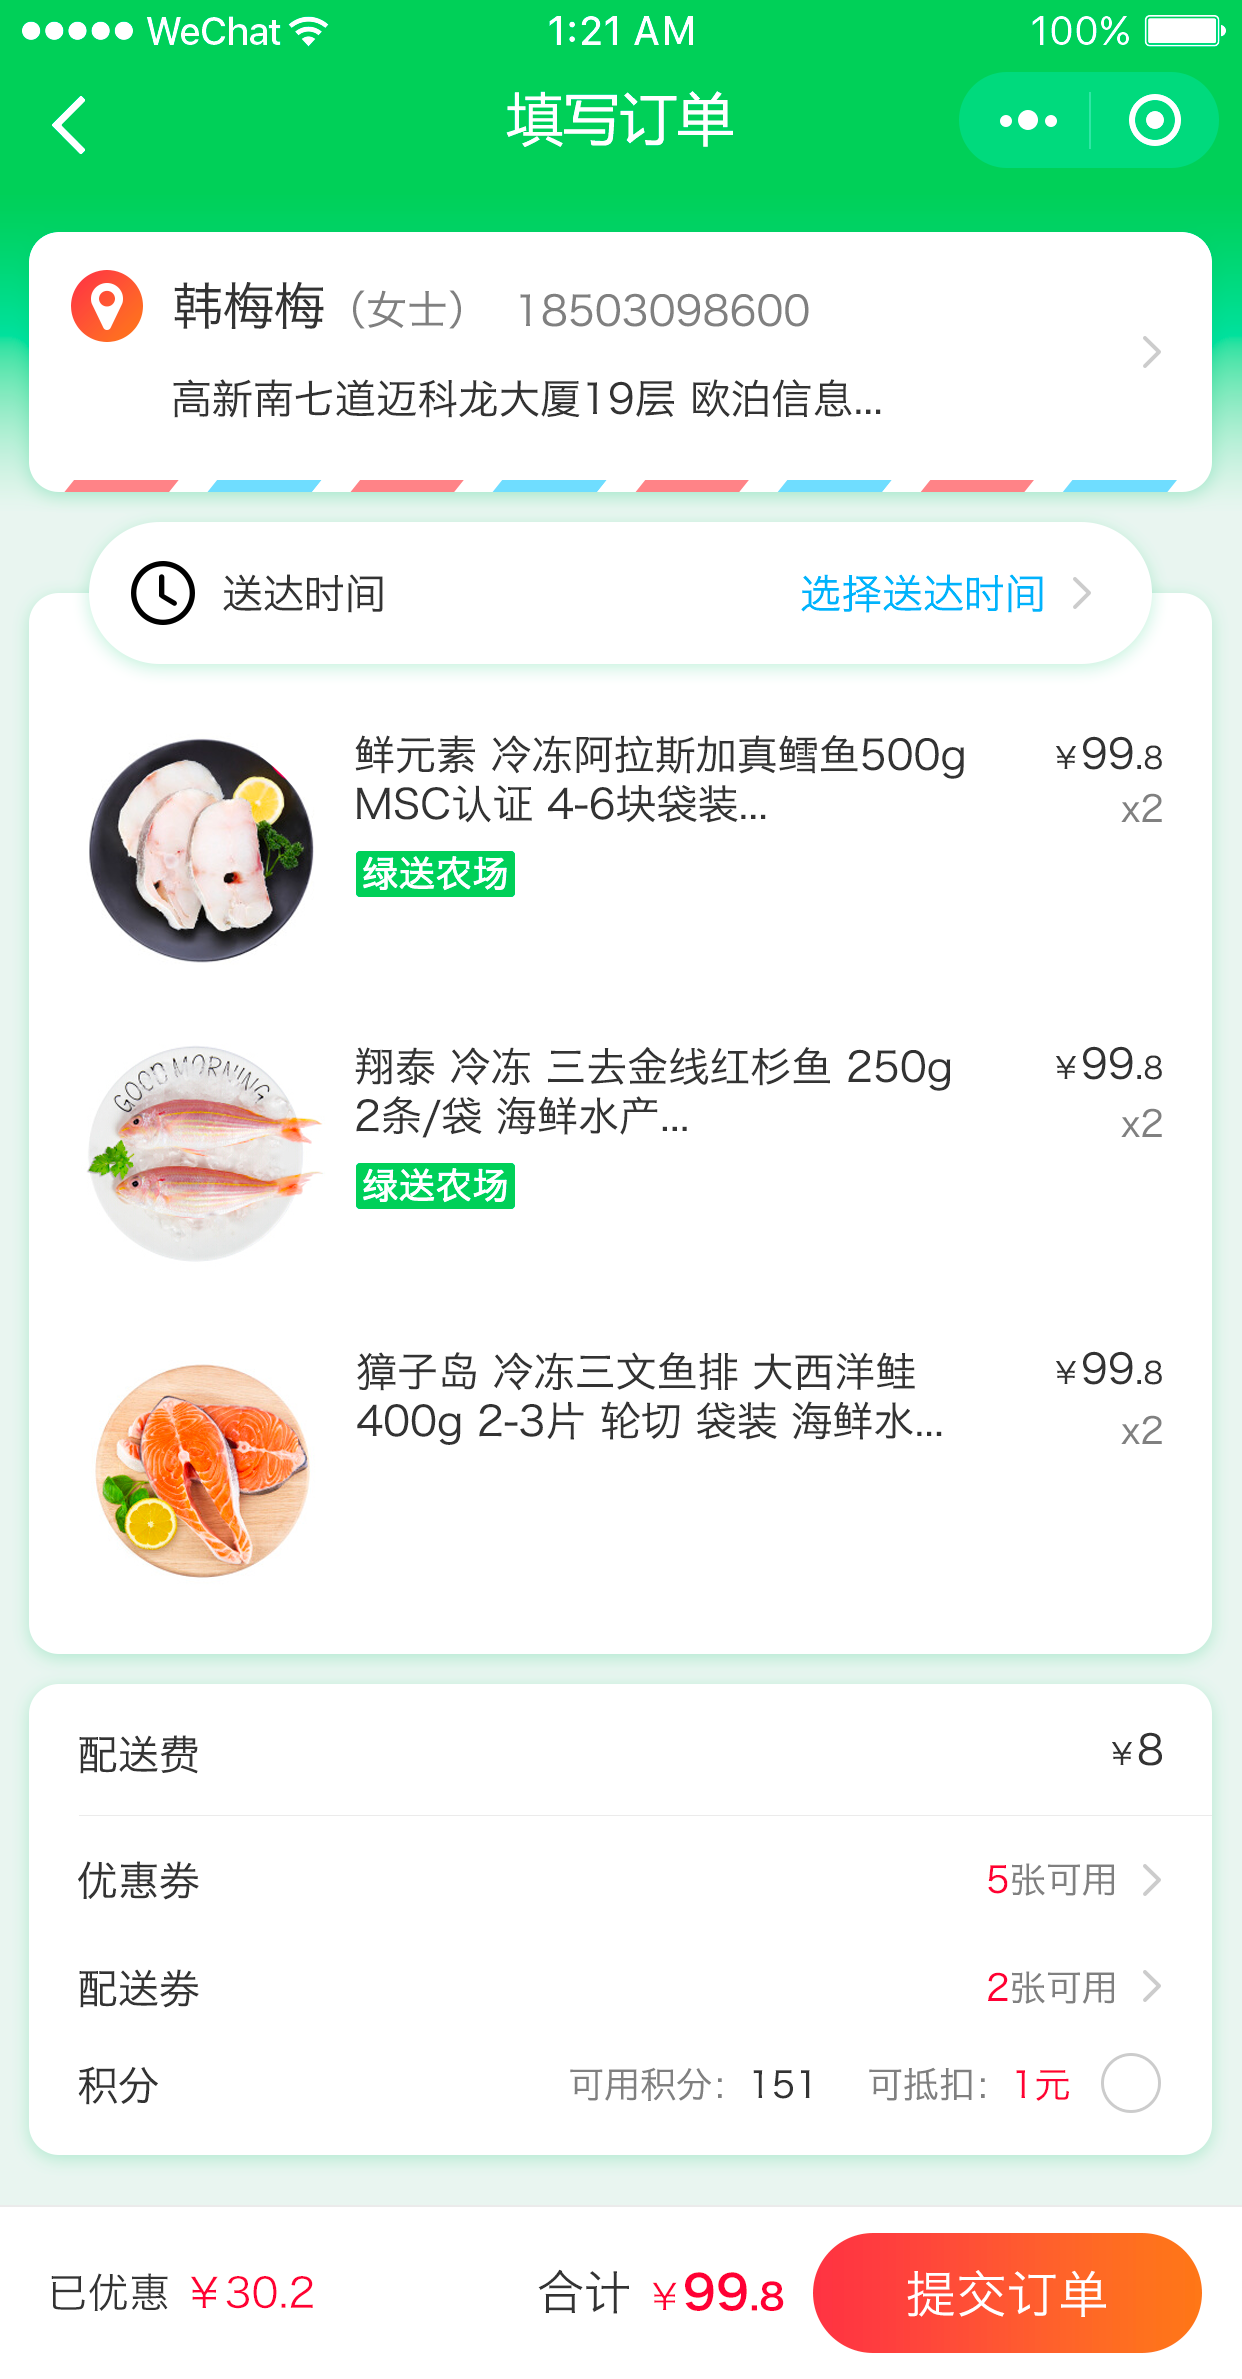 WeChat 1:21 AM 100%
填写订单
韩梅梅（女士） 18503098600
高新南七道迈科龙大厦19层 欧泊信息...
送达时间 选择送达时间
鲜元素 冷冻阿拉斯加真鳕鱼500g ¥99.8
MSC认证 4-6块袋装... x2
绿送农场
GOOD MORNING
翔泰 冷冻 三去金线红杉鱼 250g ¥99.8
2条/袋 海鲜水产... x2
绿送农场
獐子岛 冷冻三文鱼排 大西洋鲑 ¥99.8
400g 2-3片 轮切 袋装 海鲜水... x2
配送费 ¥8
优惠券 5张可用
配送券 2张可用
积分 可用积分：151 可抵扣：1元
已优惠 ¥30.2 合计 ¥99.8 提交订单